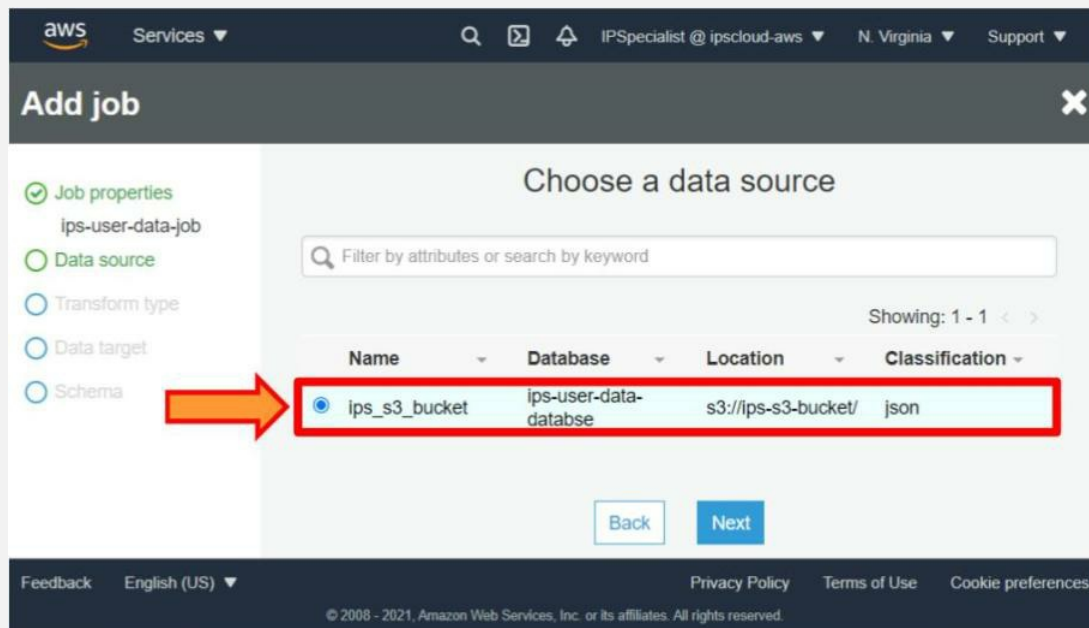 aws Services IPSpecialist @ ipscloud-aws N. Virginia Support
Add job
Job properties
ips-user-data-job
Data source
Transform type
Data target
Schema
Choose a data source
Filter by attributes or search by keyword
Showing: 1 - 1 < >
Name Database Location Classification
ips_s3_bucket ips-user-data-databse s3://ips-s3-bucket/ json
Back Next
Feedback English (US) Privacy Policy Terms of Use Cookie preferences
© 2008 - 2021, Amazon Web Services, Inc. or its affiliates. All rights reserved.